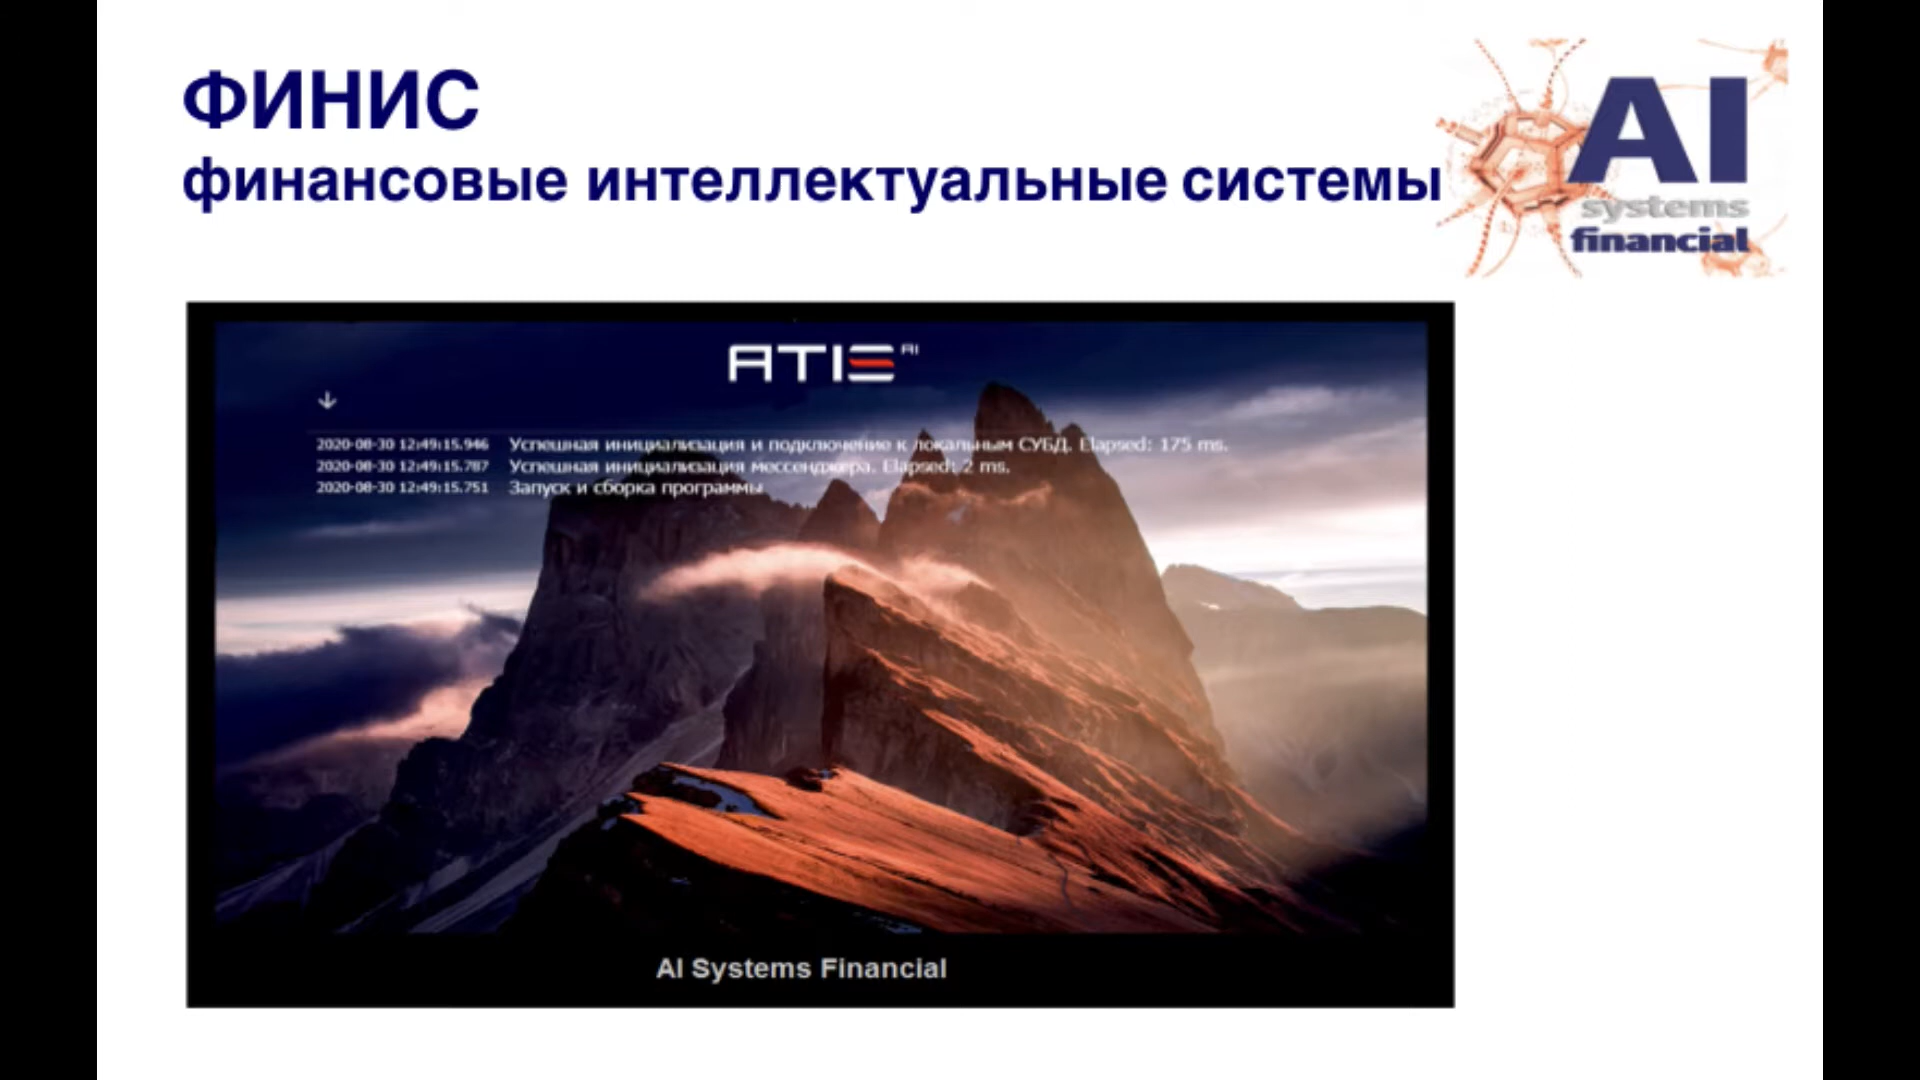 ФИНИС
финансовые интеллектуальные системы
AI
systems
financial
ATIS AI
2020-08-30 12:49:15.946 Успешная инициализация и подключение к локальным СУБД. Elapsed: 175 ms.
2020-08-30 12:49:15.787 Успешная инициализация мессенджера. Elapsed: 2 ms.
2020-08-30 12:49:15.751 Запуск и сборка программы
AI Systems Financial